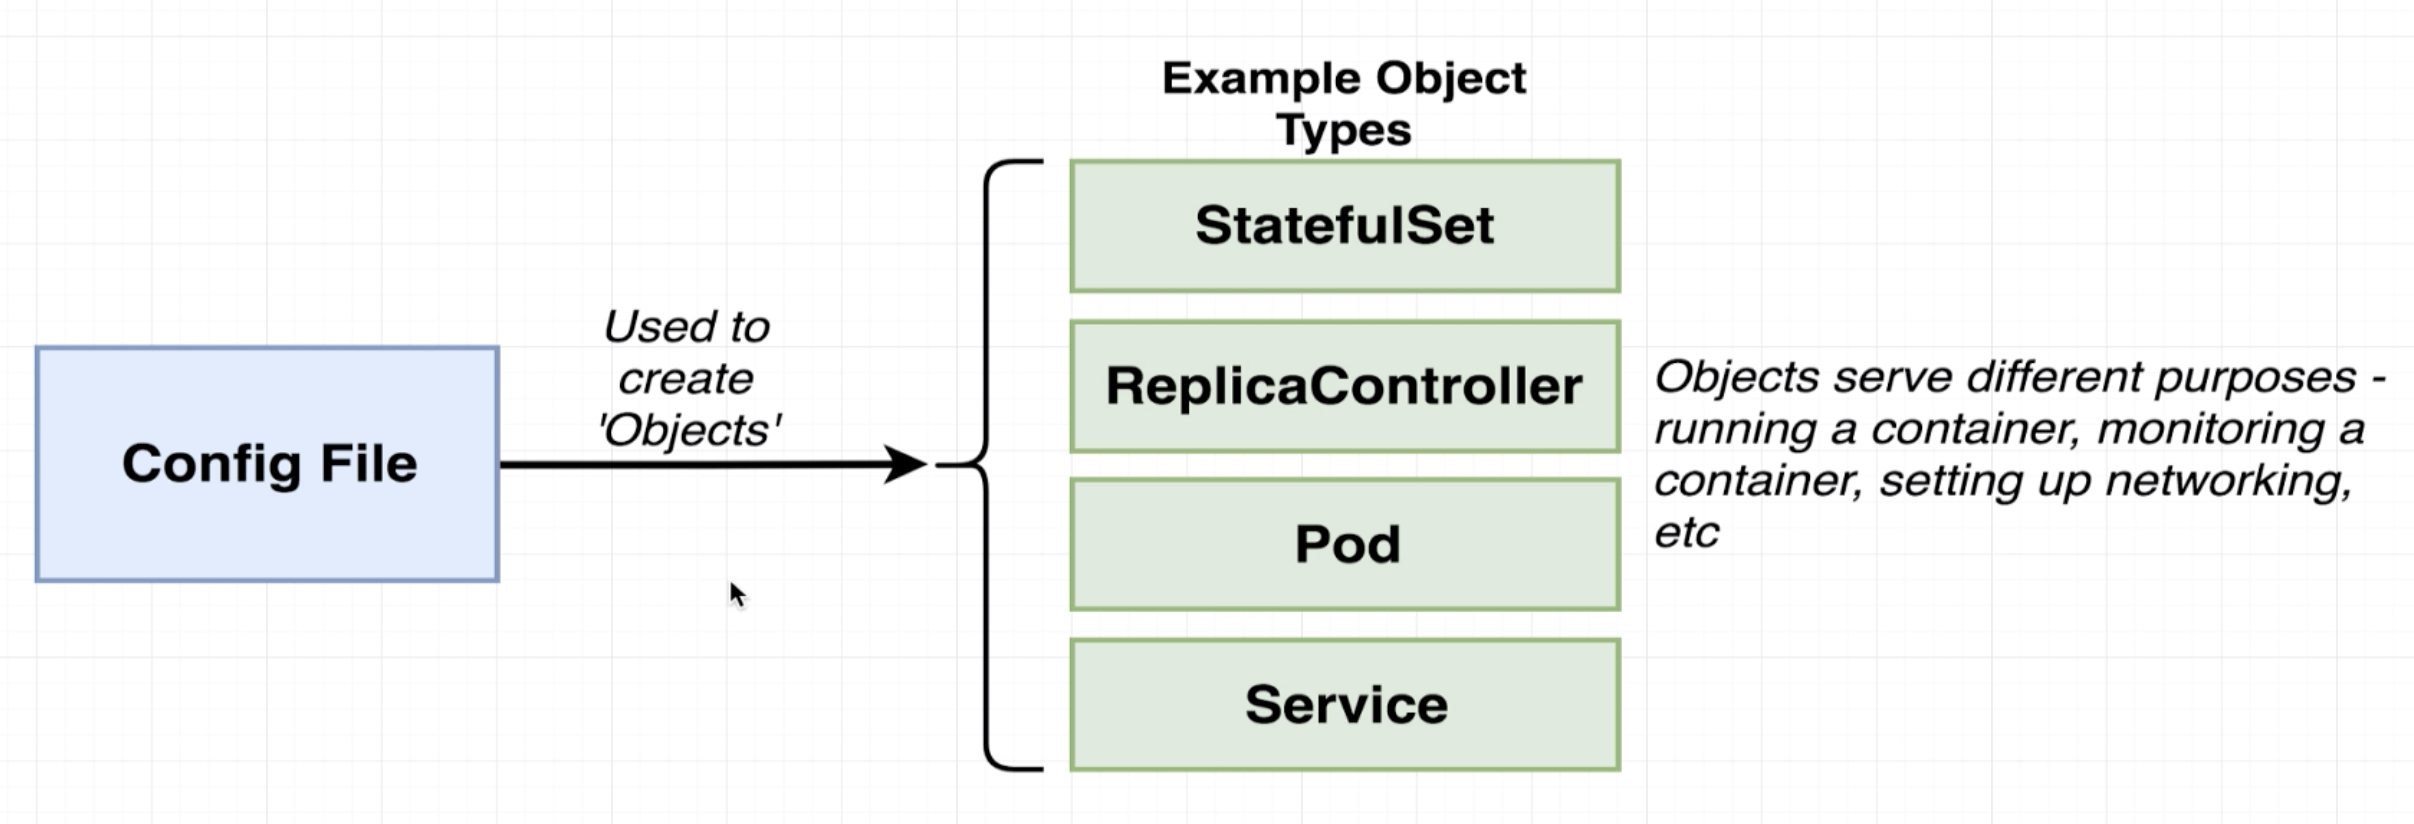 Example Object
Types
StatefulSet
Used to
create
'Objects'
Config File
ReplicaController
Pod
Service
Objects serve different purposes -
running a container, monitoring a
container, setting up networking,
etc